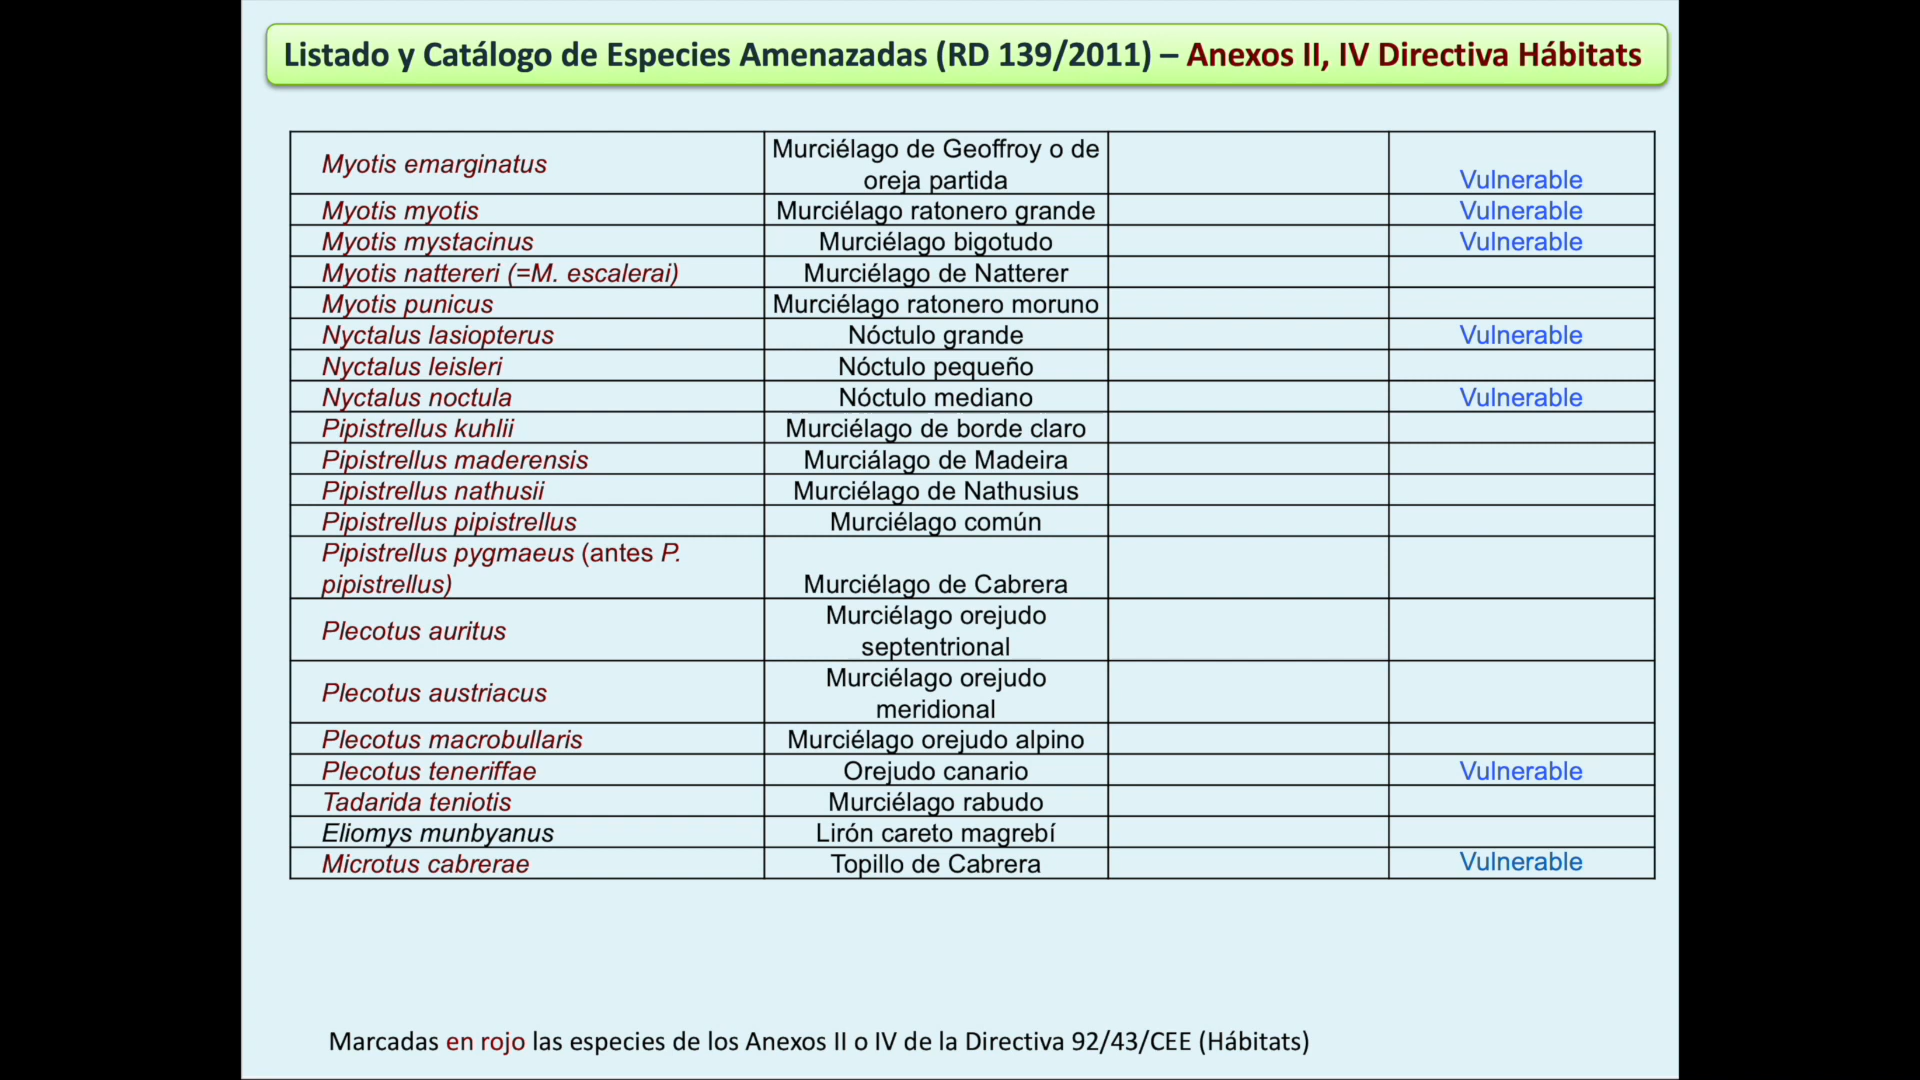 Listado y Catálogo de Especies Amenazadas (RD 139/2011) – Anexos II, IV Directiva Hábitats
Myotis emarginatus
Murciélago de Geoffroy o de
oreja partida
Vulnerable
Myotis myotis
Murciélago ratonero grande
Vulnerable
Myotis mystacinus
Murciélago bigotudo
Vulnerable
Myotis nattereri (=M. escalerai)
Murciélago de Natterer
Myotis punicus
Murciélago ratonero moruno
Nyctalus lasiopterus
Nóctulo grande
Vulnerable
Nyctalus leisleri
Nóctulo pequeño
Nyctalus noctula
Nóctulo mediano
Vulnerable
Pipistrellus kuhlii
Murciélago de borde claro
Pipistrellus maderensis
Murciálago de Madeira
Pipistrellus nathusii
Murciélago de Nathusius
Pipistrellus pipistrellus
Murciélago común
Pipistrellus pygmaeus (antes P.
pipistrellus)
Murciélago de Cabrera
Plecotus auritus
Murciélago orejudo
septentrional
Plecotus austriacus
Murciélago orejudo
meridional
Plecotus macrobullaris
Murciélago orejudo alpino
Plecotus teneriffae
Orejudo canario
Vulnerable
Tadarida teniotis
Murciélago rabudo
Eliomys munbyanus
Lirón careto magrebí
Microtus cabrerae
Topillo de Cabrera
Vulnerable
Marcadas en rojo las especies de los Anexos II o IV de la Directiva 92/43/CEE (Hábitats)